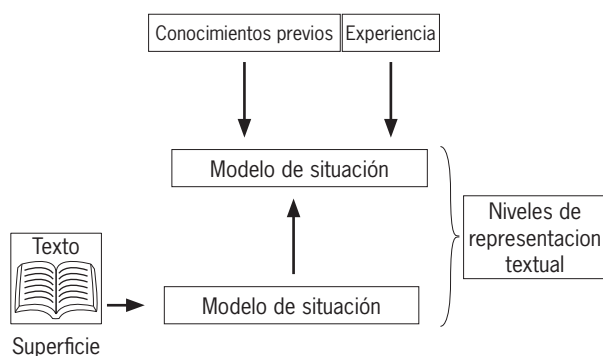 Conocimientos previos
Experiencia
Modelo de situación
Niveles de
representacion
textual
Texto
Modelo de situación
Superficie